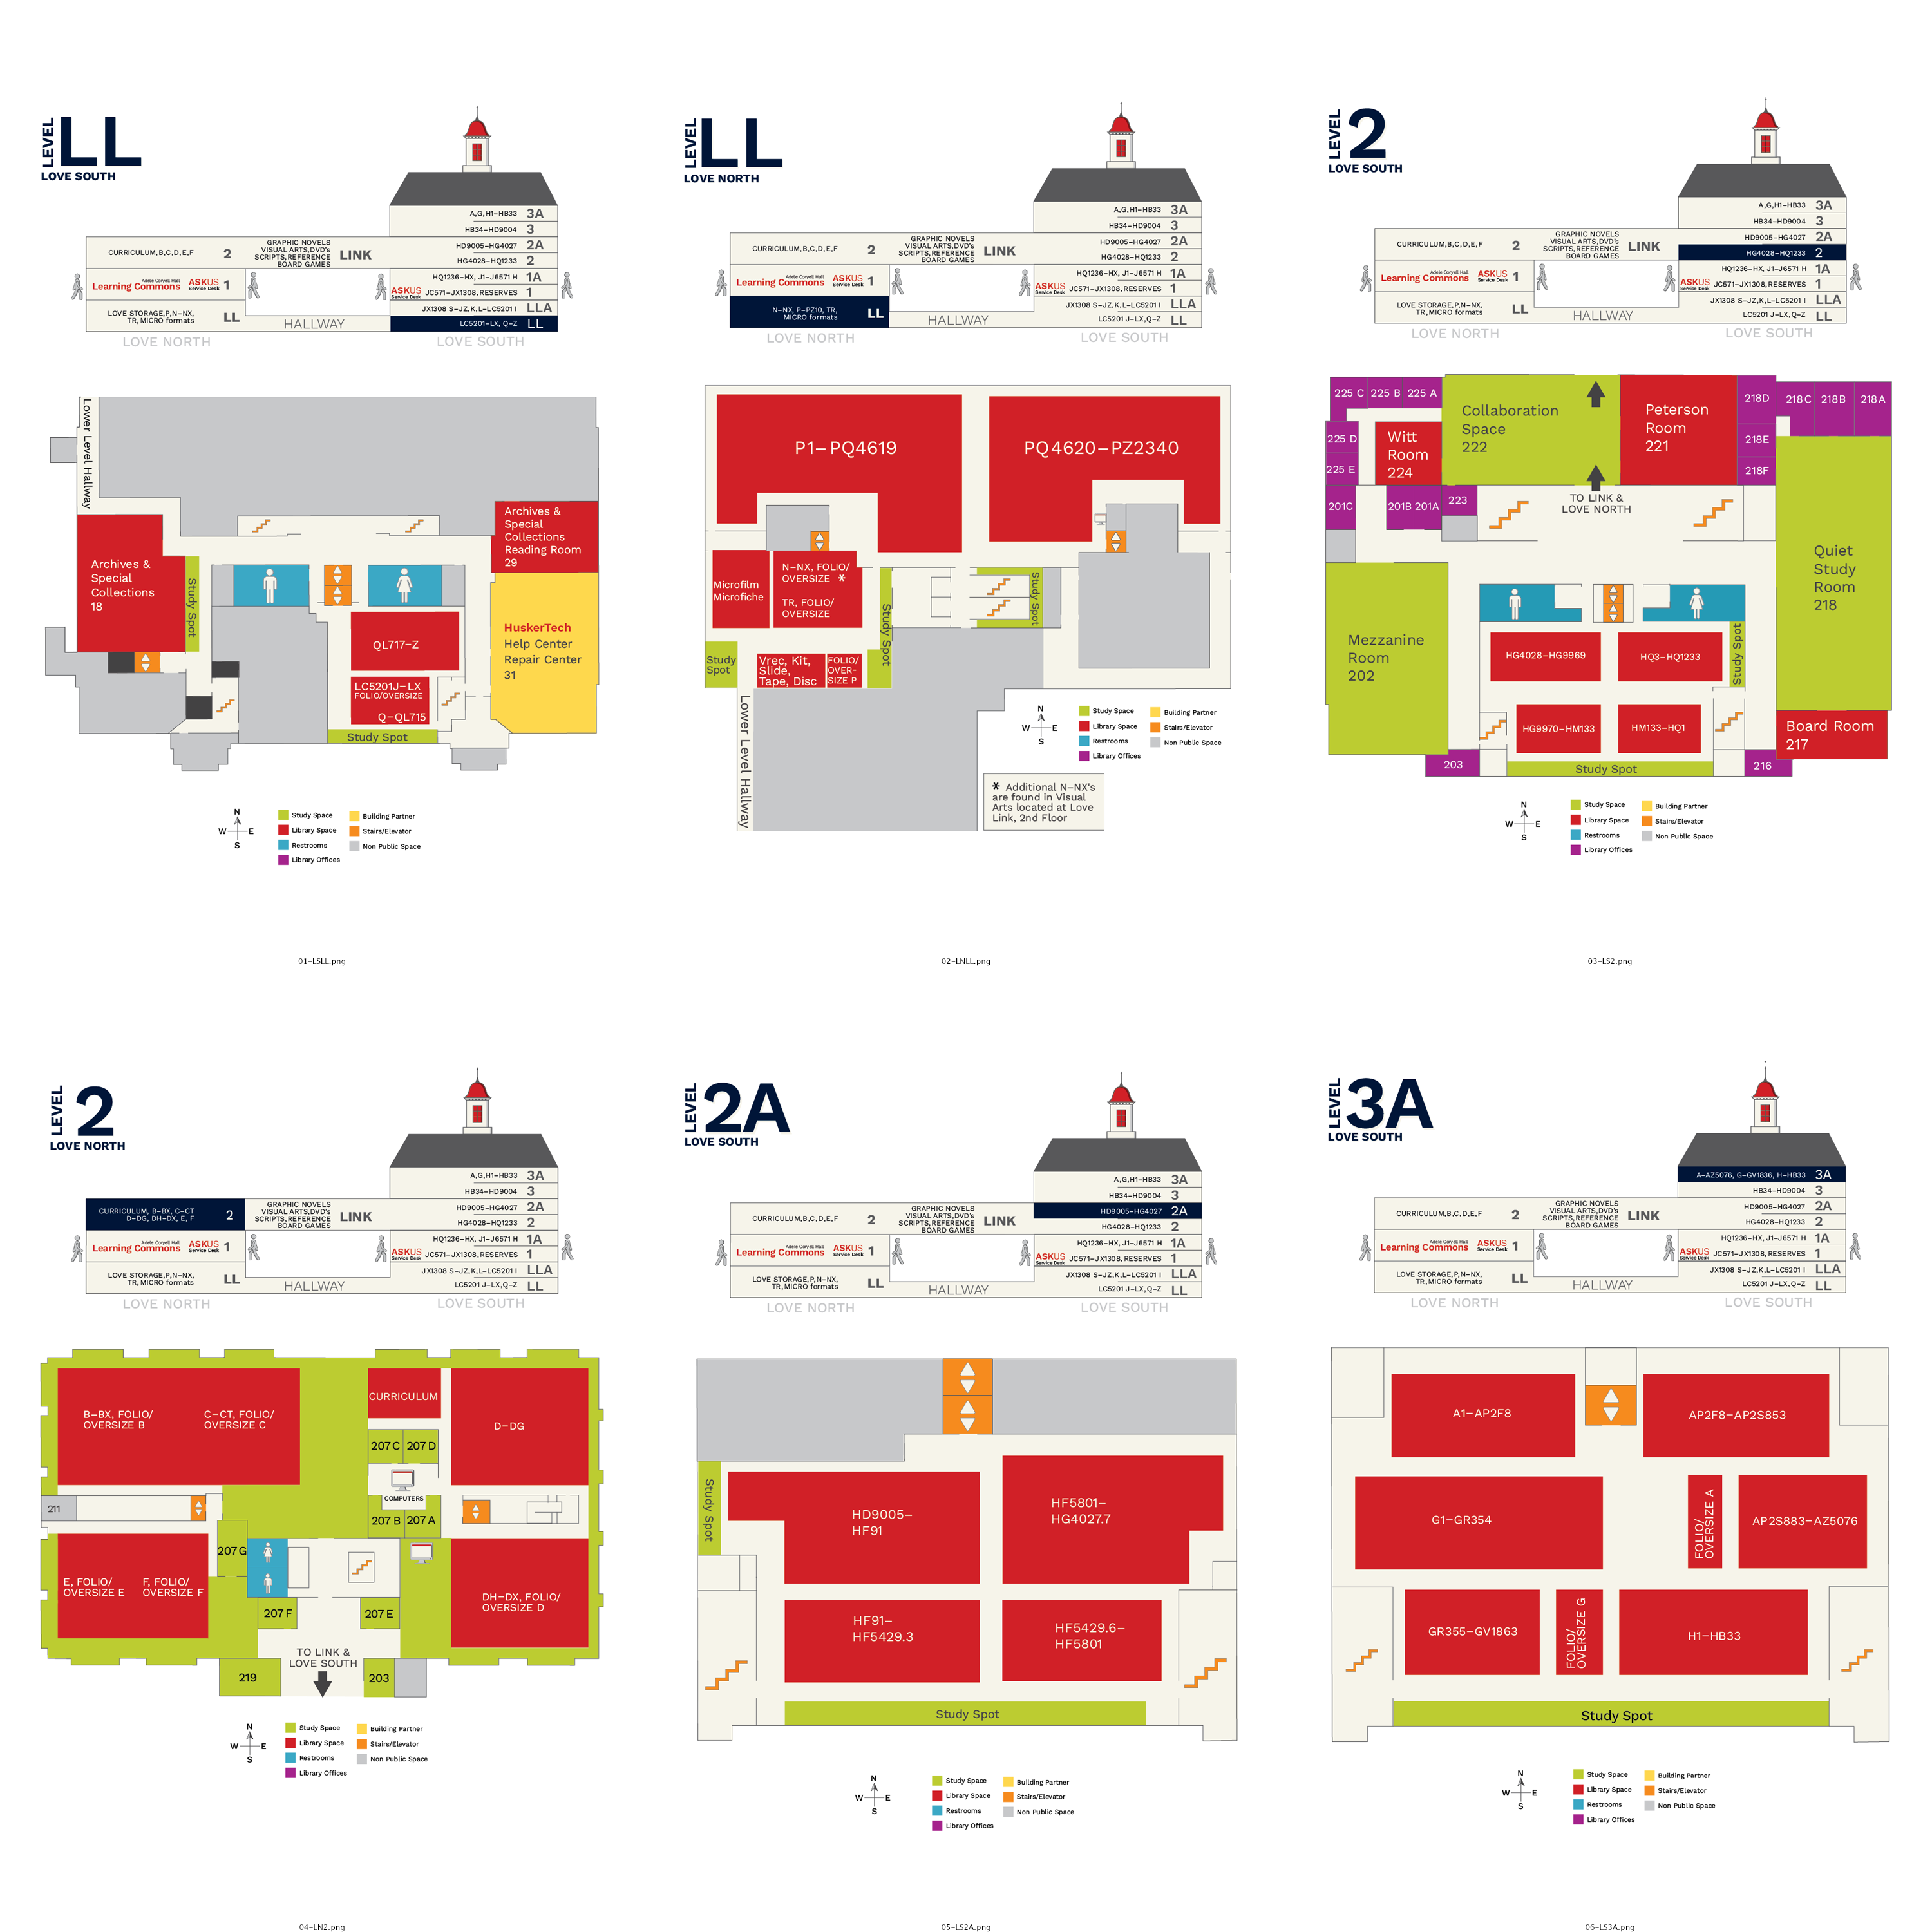 LEVEL
LL
LOVE SOUTH
A,G,H1–HB33 3A
HB34–HD9004 3
CURRICULUM,B,C,D,E,F 2
GRAPHIC NOVELS
VISUAL ARTS,DVD's
SCRIPTS,REFERENCE
BOARD GAMES
LINK
HD9005–HG4027 2A
HG4028–HQ1233 2
Adele Coryell Hall
Learning Commons
ASKUS
Service Desk
1
HQ1236–HX, J1–J6571 H 1A
ASKUS
Service Desk
JC571–JX1308,RESERVES 1
LOVE STORAGE,P,N–NX,
TR,MICRO formats
LL
JX1308 S–JZ,K,L–LC5201 I LLA
HALLWAY
LC5201–LX, Q–Z LL
LOVE NORTH
LOVE SOUTH
Lower Level Hallway
Archives &
Special
Collections
Reading Room
29
Archives &
Special
Collections
18
Study Spot
QL717–Z
HuskerTech
Help Center
Repair Center
31
LC5201J–LX
FOLIO/OVERSIZE
Q–QL715
Study Spot
N
W E
S
Study Space
Library Space
Restrooms
Library Offices
Building Partner
Stairs/Elevator
Non Public Space
01-LSLL.png
LEVEL
LL
LOVE NORTH
A,G,H1–HB33 3A
HB34–HD9004 3
CURRICULUM,B,C,D,E,F 2
GRAPHIC NOVELS
VISUAL ARTS,DVD's
SCRIPTS,REFERENCE
BOARD GAMES
LINK
HD9005–HG4027 2A
HG4028–HQ1233 2
Adele Coryell Hall
Learning Commons
ASKUS
Service Desk
1
HQ1236–HX, J1–J6571 H 1A
ASKUS
Service Desk
JC571–JX1308,RESERVES 1
N–NX, P–PZ10, TR,
MICRO formats
LL
JX1308 S–JZ,K,L–LC5201 I LLA
HALLWAY
LC5201 J–LX,Q–Z LL
LOVE NORTH
LOVE SOUTH
P1–PQ4619
PQ4620–PZ2340
Microfilm
Microfiche
N–NX, FOLIO/
OVERSIZE *
TR, FOLIO/
OVERSIZE
Study Spot
Study Spot
Study
Spot
Vrec, Kit,
Slide,
Tape, Disc
FOLIO/
OVER-
SIZE P
Lower Level Hallway
N
W E
S
Study Space
Library Space
Restrooms
Library Offices
Building Partner
Stairs/Elevator
Non Public Space
* Additional N–NX's
are found in Visual
Arts located at Love
Link, 2nd Floor
02-LNLL.png
LEVEL
2
LOVE SOUTH
A,G,H1–HB33 3A
HB34–HD9004 3
CURRICULUM,B,C,D,E,F 2
GRAPHIC NOVELS
VISUAL ARTS,DVD's
SCRIPTS,REFERENCE
BOARD GAMES
LINK
HD9005–HG4027 2A
HG4028–HQ1233 2
Adele Coryell Hall
Learning Commons
ASKUS
Service Desk
1
HQ1236–HX, J1–J6571 H 1A
ASKUS
Service Desk
JC571–JX1308,RESERVES 1
LOVE STORAGE,P,N–NX,
TR,MICRO formats
LL
JX1308 S–JZ,K,L–LC5201 I LLA
HALLWAY
LC5201 J–LX,Q–Z LL
LOVE NORTH
LOVE SOUTH
225 C
225 B
225 A
Collaboration
Space
222
Peterson
Room
221
218D
218C
218B
218A
225 D
Witt
Room
224
218E
225 E
218F
201C
201B
201A
223
TO LINK &
LOVE NORTH
Quiet
Study
Room
218
Mezzanine
Room
202
HG4028–HG9969
HQ3–HQ1233
Study Spot
HG9970–HM133
HM133–HQ1
Board Room
217
203
Study Spot
216
N
W E
S
Study Space
Library Space
Restrooms
Library Offices
Building Partner
Stairs/Elevator
Non Public Space
03-LS2.png
LEVEL
2
LOVE NORTH
A,G,H1–HB33 3A
HB34–HD9004 3
CURRICULUM, B–BX, C–CT
D–DG, DH–DX, E, F
2
GRAPHIC NOVELS
VISUAL ARTS,DVD's
SCRIPTS,REFERENCE
BOARD GAMES
LINK
HD9005–HG4027 2A
HG4028–HQ1233 2
Adele Coryell Hall
Learning Commons
ASKUS
Service Desk
1
HQ1236–HX, J1–J6571 H 1A
ASKUS
Service Desk
JC571–JX1308,RESERVES 1
LOVE STORAGE,P,N–NX,
TR,MICRO formats
LL
JX1308 S–JZ,K,L–LC5201 I LLA
HALLWAY
LC5201 J–LX,Q–Z LL
LOVE NORTH
LOVE SOUTH
B–BX, FOLIO/
OVERSIZE B
C–CT, FOLIO/
OVERSIZE C
CURRICULUM
D–DG
207C
207D
COMPUTERS
207B
207A
211
207G
E, FOLIO/
OVERSIZE E
F, FOLIO/
OVERSIZE F
DH–DX, FOLIO/
OVERSIZE D
207F
207E
TO LINK &
LOVE SOUTH
219
203
N
W E
S
Study Space
Library Space
Restrooms
Library Offices
Building Partner
Stairs/Elevator
Non Public Space
04-LN2.png
LEVEL
2A
LOVE SOUTH
A,G,H1–HB33 3A
HB34–HD9004 3
CURRICULUM,B,C,D,E,F 2
GRAPHIC NOVELS
VISUAL ARTS,DVD's
SCRIPTS,REFERENCE
BOARD GAMES
LINK
HD9005–HG4027 2A
HG4028–HQ1233 2
Adele Coryell Hall
Learning Commons
ASKUS
Service Desk
1
HQ1236–HX, J1–J6571 H 1A
ASKUS
Service Desk
JC571–JX1308,RESERVES 1
LOVE STORAGE,P,N–NX,
TR,MICRO formats
LL
JX1308 S–JZ,K,L–LC5201 I LLA
HALLWAY
LC5201 J–LX,Q–Z LL
LOVE NORTH
LOVE SOUTH
Study Spot
HD9005–
HF91
HF5801–
HG4027.7
HF91–
HF5429.3
HF5429.6–
HF5801
Study Spot
N
W E
S
Study Space
Library Space
Restrooms
Library Offices
Building Partner
Stairs/Elevator
Non Public Space
05-LS2A.png
LEVEL
3A
LOVE SOUTH
A–AZ5076, G–GV1836, H–HB33 3A
HB34–HD9004 3
CURRICULUM,B,C,D,E,F 2
GRAPHIC NOVELS
VISUAL ARTS,DVD's
SCRIPTS,REFERENCE
BOARD GAMES
LINK
HD9005–HG4027 2A
HG4028–HQ1233 2
Adele Coryell Hall
Learning Commons
ASKUS
Service Desk
1
HQ1236–HX, J1–J6571 H 1A
ASKUS
Service Desk
JC571–JX1308,RESERVES 1
LOVE STORAGE,P,N–NX,
TR,MICRO formats
LL
JX1308 S–JZ,K,L–LC5201 I LLA
HALLWAY
LC5201 J–LX,Q–Z LL
LOVE NORTH
LOVE SOUTH
A1–AP2F8
AP2F8–AP2S853
G1–GR354
FOLIO/
OVERSIZE A
AP2S883–AZ5076
GR355–GV1863
FOLIO/
OVERSIZE G
H1–HB33
Study Spot
N
W E
S
Study Space
Library Space
Restrooms
Library Offices
Building Partner
Stairs/Elevator
Non Public Space
06-LS3A.png